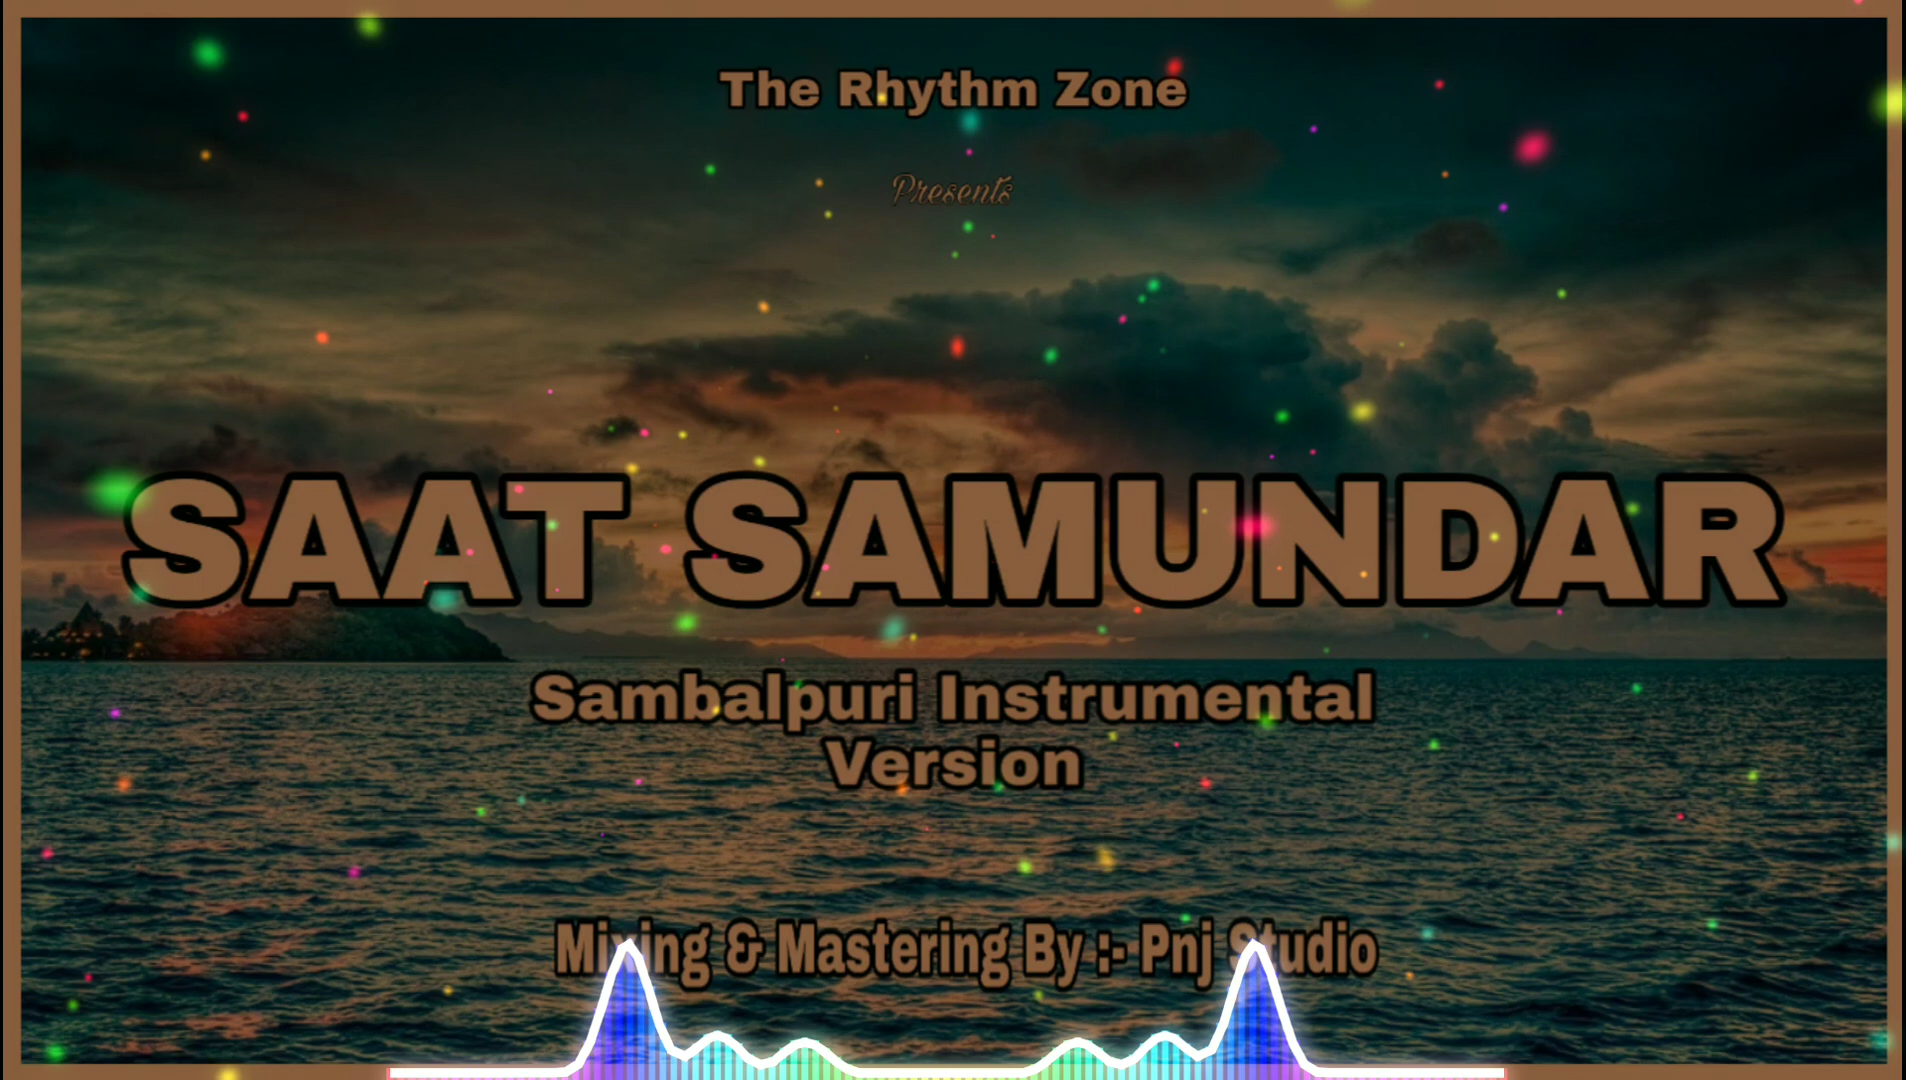 The Rhythm Zone
Presents
SAAT SAMUNDAR
Sambalpuri Instrumental
Version
Mixing & Mastering By :- Pnj Studio